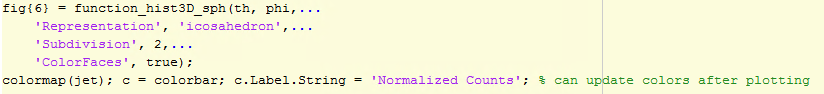 fig{6} = function_hist3D_sph(th, phi,...
'Representation', 'icosahedron',...
'Subdivision', 2,...
'ColorFaces', true);
colormap(jet); c = colorbar; c.Label.String = 'Normalized Counts'; % can update colors after plotting